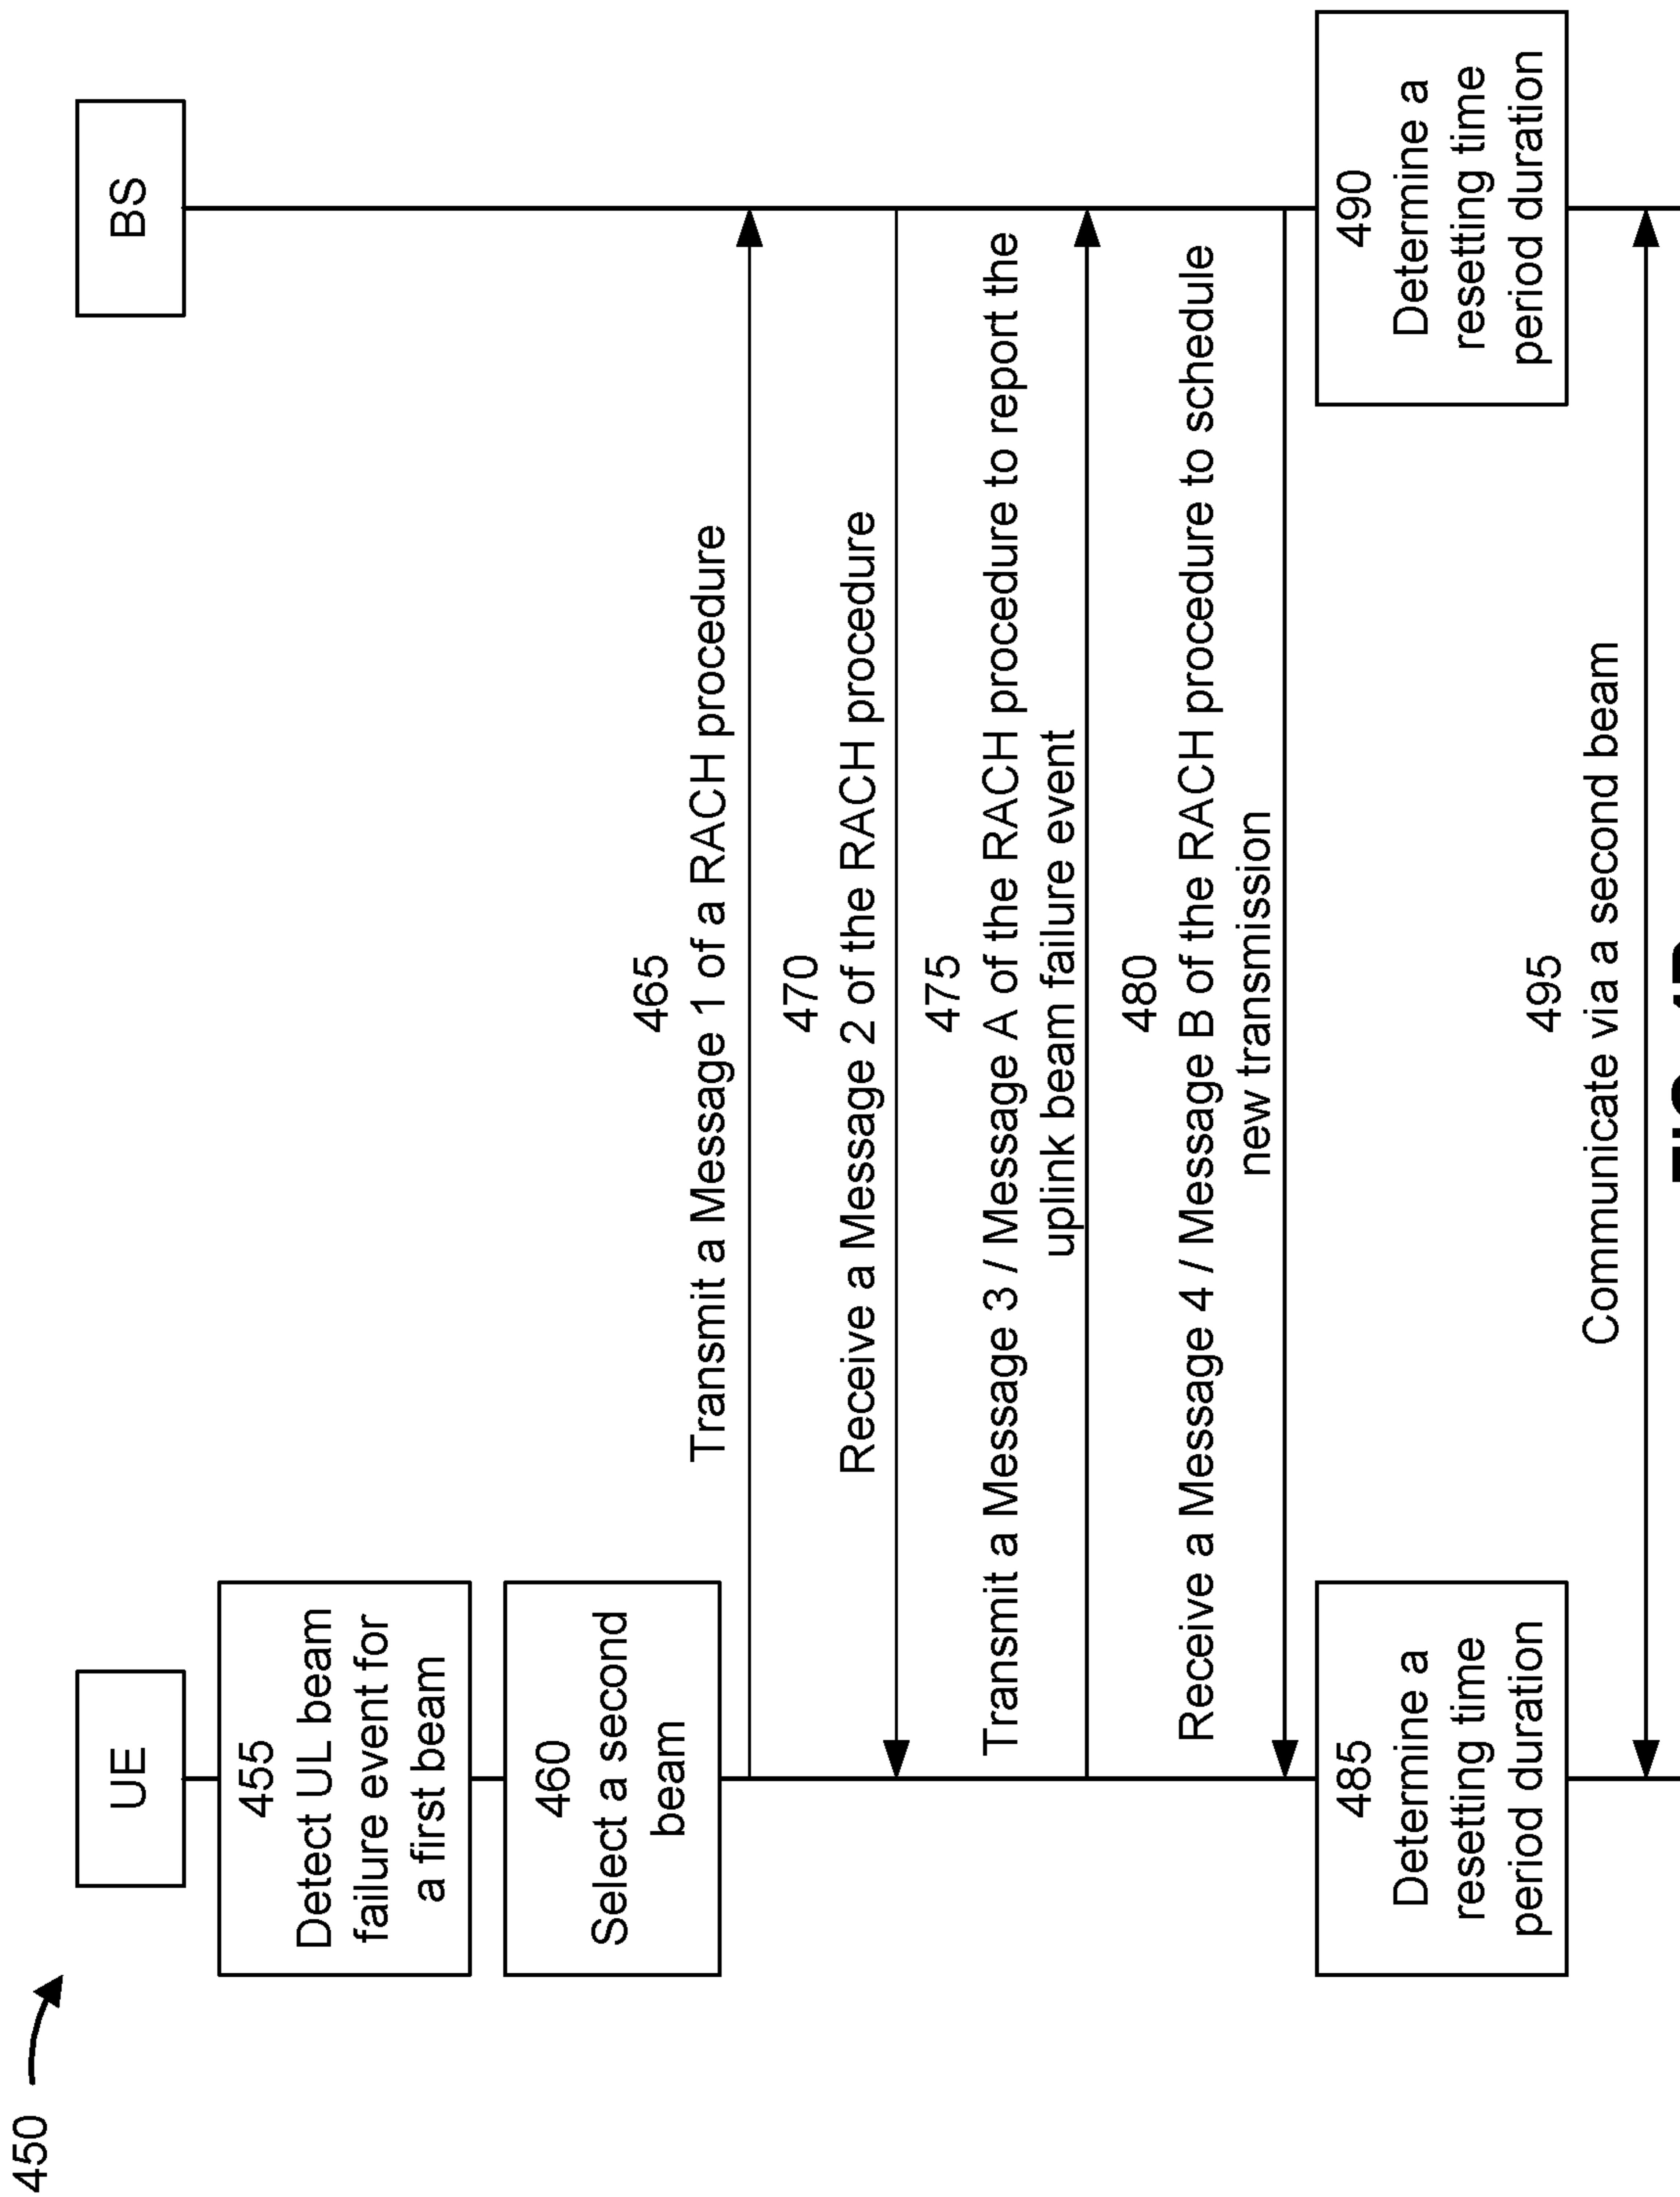 450
UE
BS
455
Detect UL beam
failure event for
a first beam
460
Select a second
beam
465
Transmit a Message 1 of a RACH procedure
470
Receive a Message 2 of the RACH procedure
475
Transmit a Message 3 / Message A of the RACH procedure to report the
uplink beam failure event
480
Receive a Message 4 / Message B of the RACH procedure to schedule
new transmission
485
Determine a
resetting time
period duration
490
Determine a
resetting time
period duration
495
Communicate via a second beam